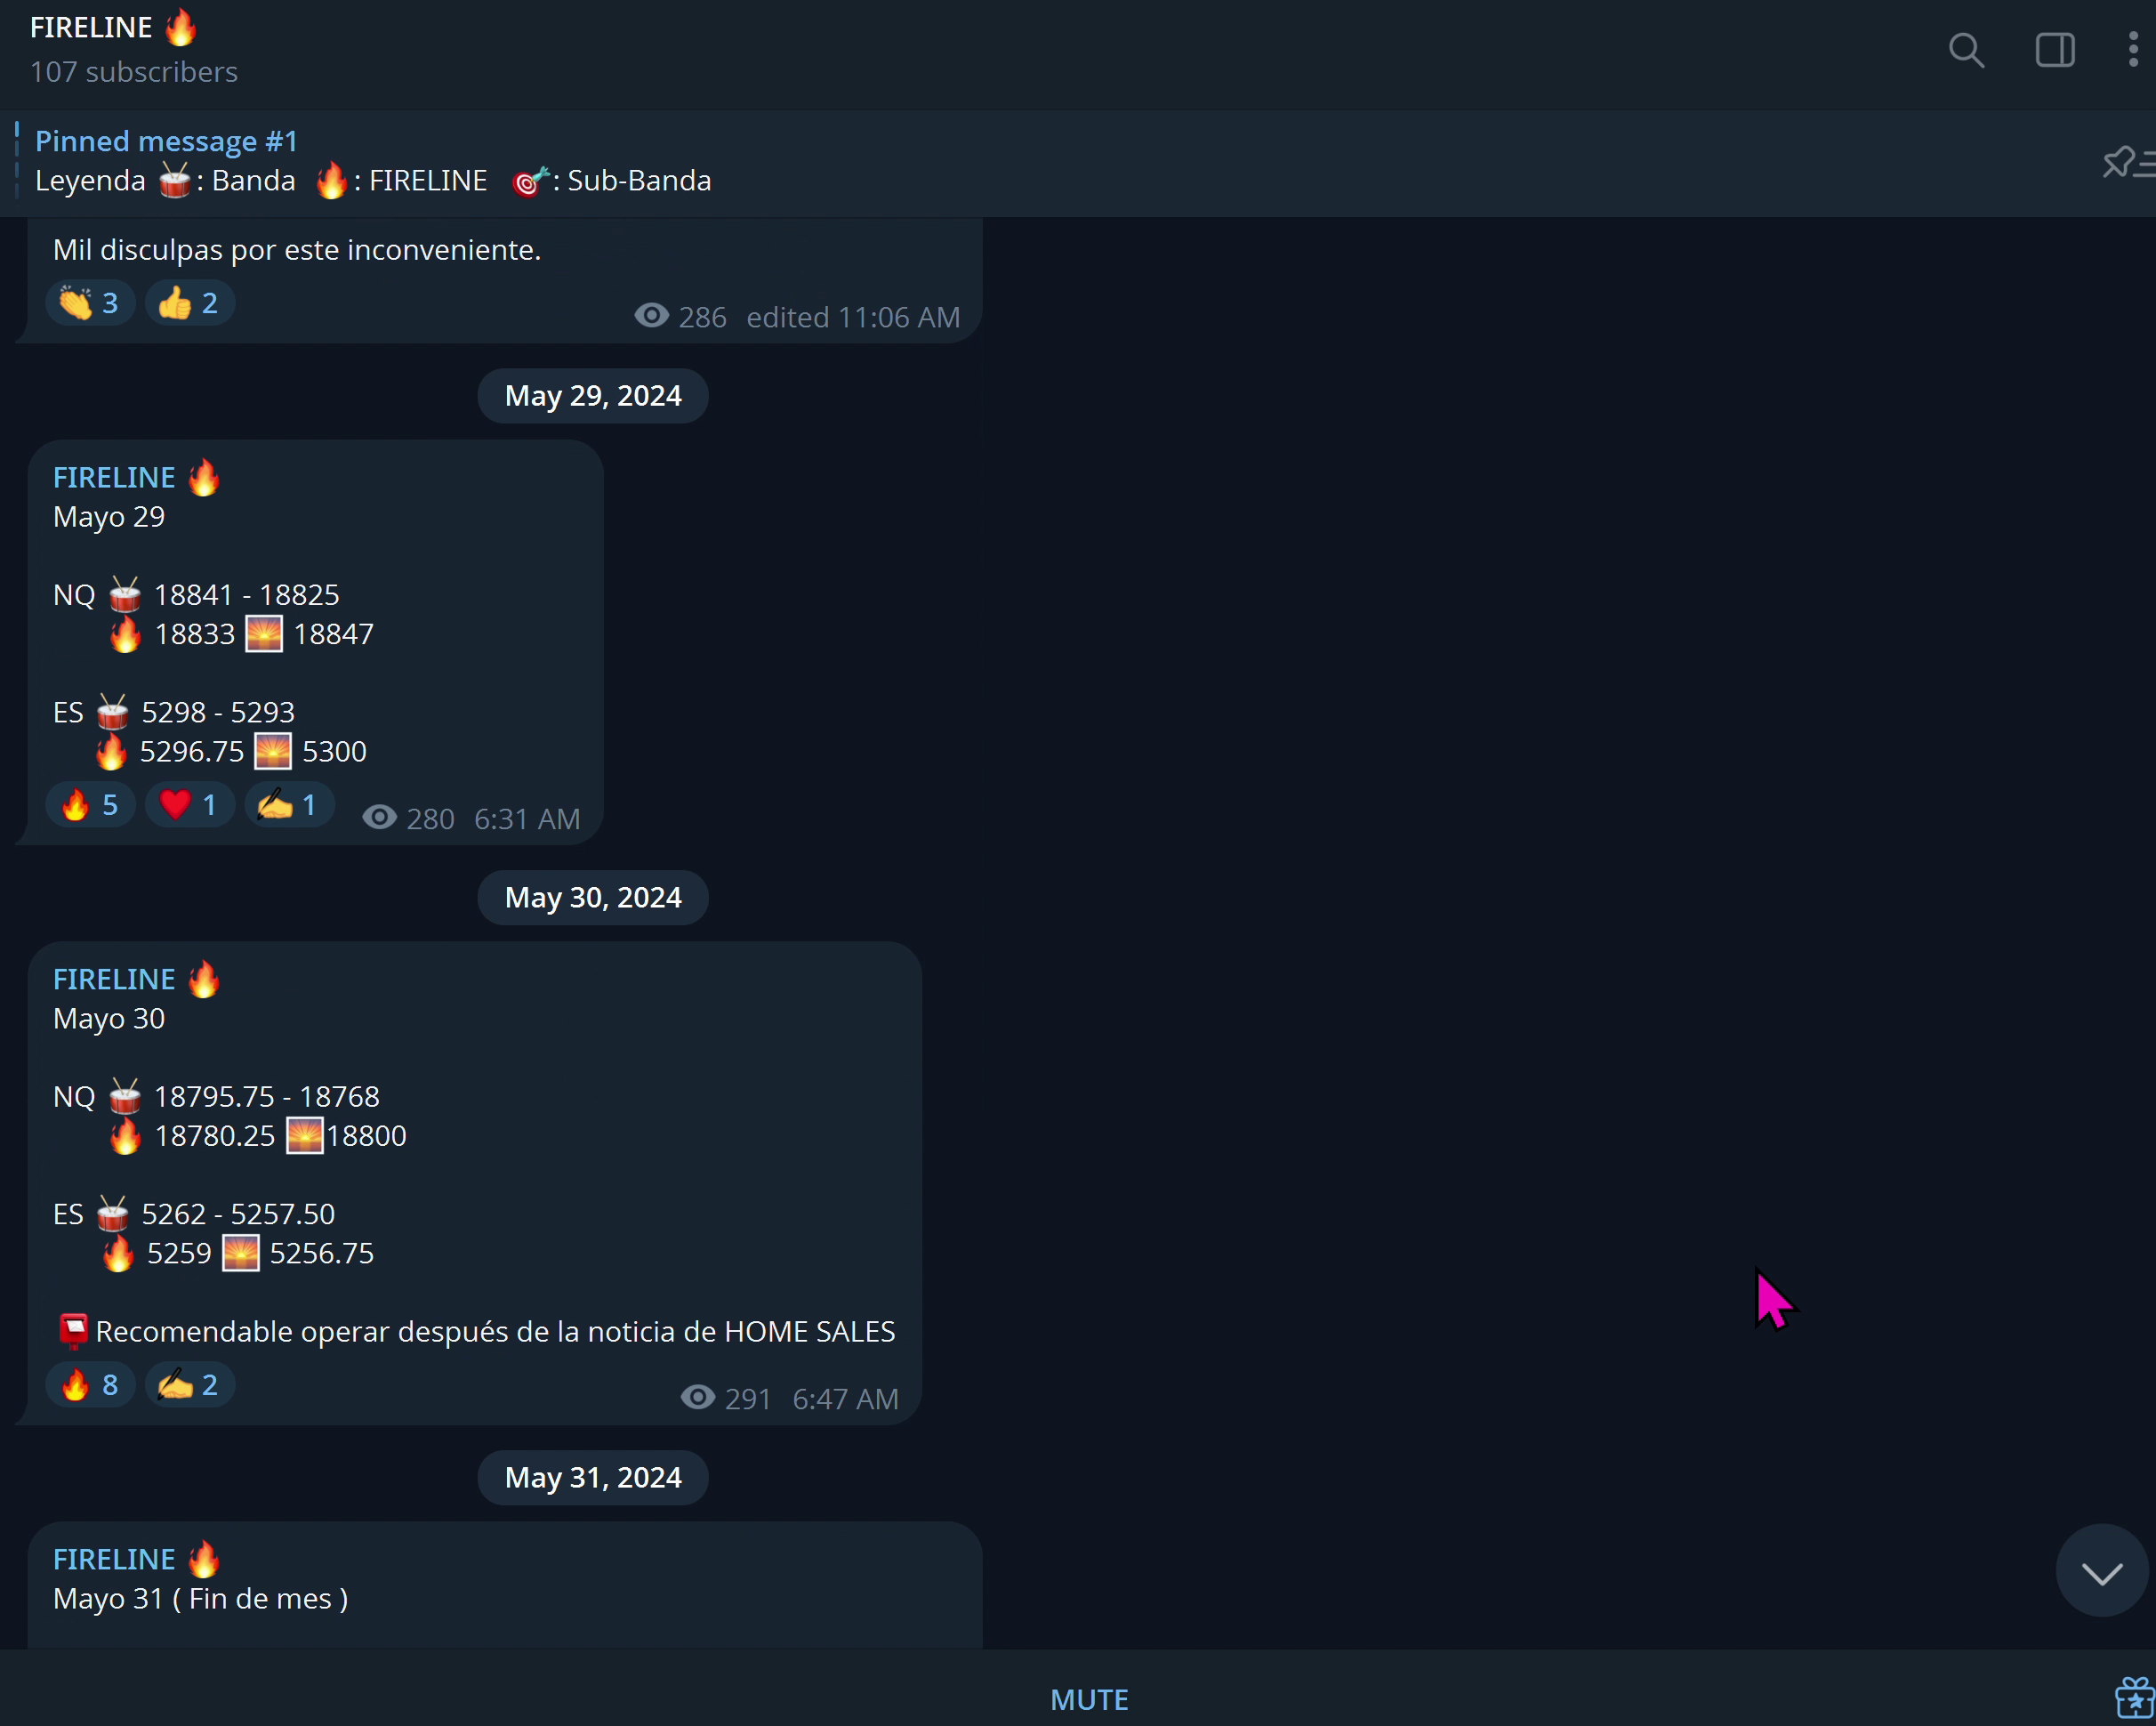 FIRELINE 🔥
107 subscribers
Pinned message #1
Leyenda 🥁: Banda 🔥: FIRELINE 🎯: Sub-Banda
Mil disculpas por este inconveniente.
👏 3 👍 2 286 edited 11:06 AM
May 29, 2024
FIRELINE 🔥
Mayo 29
NQ 🥁 18841 - 18825
🔥 18833 🌅 18847
ES 🥁 5298 - 5293
🔥 5296.75 🌅 5300
🔥 5 ❤️ 1 ✍️ 1 280 6:31 AM
May 30, 2024
FIRELINE 🔥
Mayo 30
NQ 🥁 18795.75 - 18768
🔥 18780.25 🌅18800
ES 🥁 5262 - 5257.50
🔥 5259 🌅 5256.75
📮Recomendable operar después de la noticia de HOME SALES
🔥 8 ✍️ 2 291 6:47 AM
May 31, 2024
FIRELINE 🔥
Mayo 31 ( Fin de mes )
MUTE